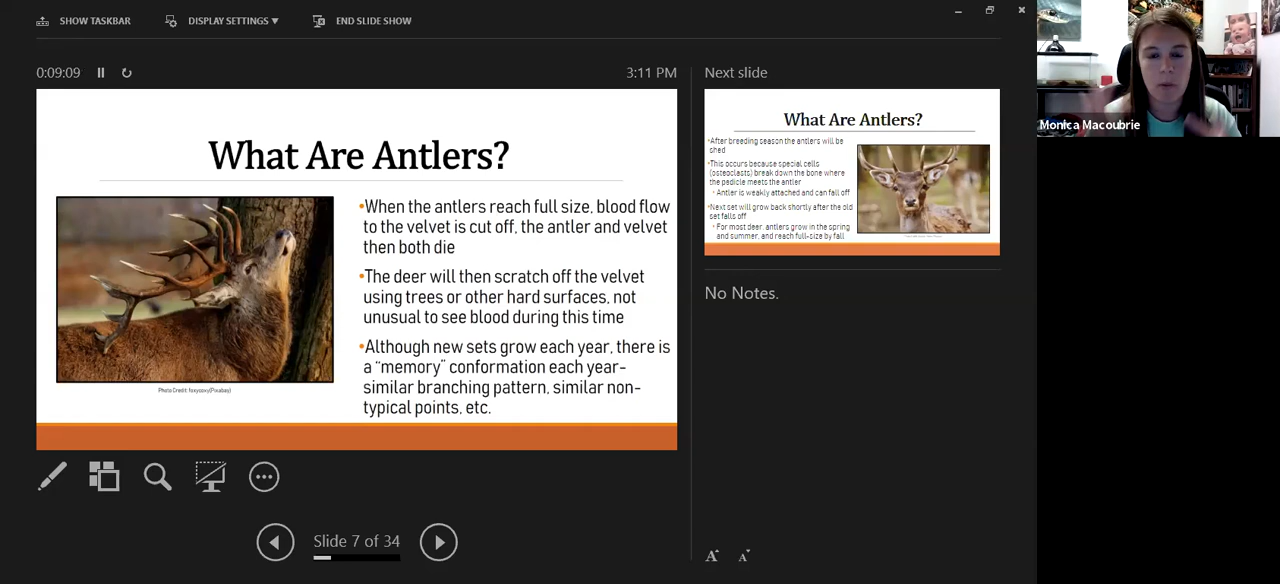 SHOW TASKBAR
DISPLAY SETTINGS ▼
END SLIDE SHOW
0:09:09
3:11 PM
What Are Antlers?
•When the antlers reach full size, blood flow
to the velvet is cut off, the antler and velvet
then both die
•The deer will then scratch off the velvet
using trees or other hard surfaces, not
unusual to see blood during this time
•Although new sets grow each year, there is
a “memory” conformation each year-
similar branching pattern, similar non-
typical points, etc.
Photo Credit: foxycoxy(Pixabay)
Slide 7 of 34
Next slide
What Are Antlers?
•After breeding season the antlers will be
shed
•This occurs because special cells
(osteoclasts) break down the bone where
the pedicle meets the antler
•Antler is weakly attached and can fall off
•Next set will grow back shortly after the old
set falls off
•For most deer, antlers grow in the spring
and summer, and reach full-size by fall
No Notes.
A A
Monica Macoubrie